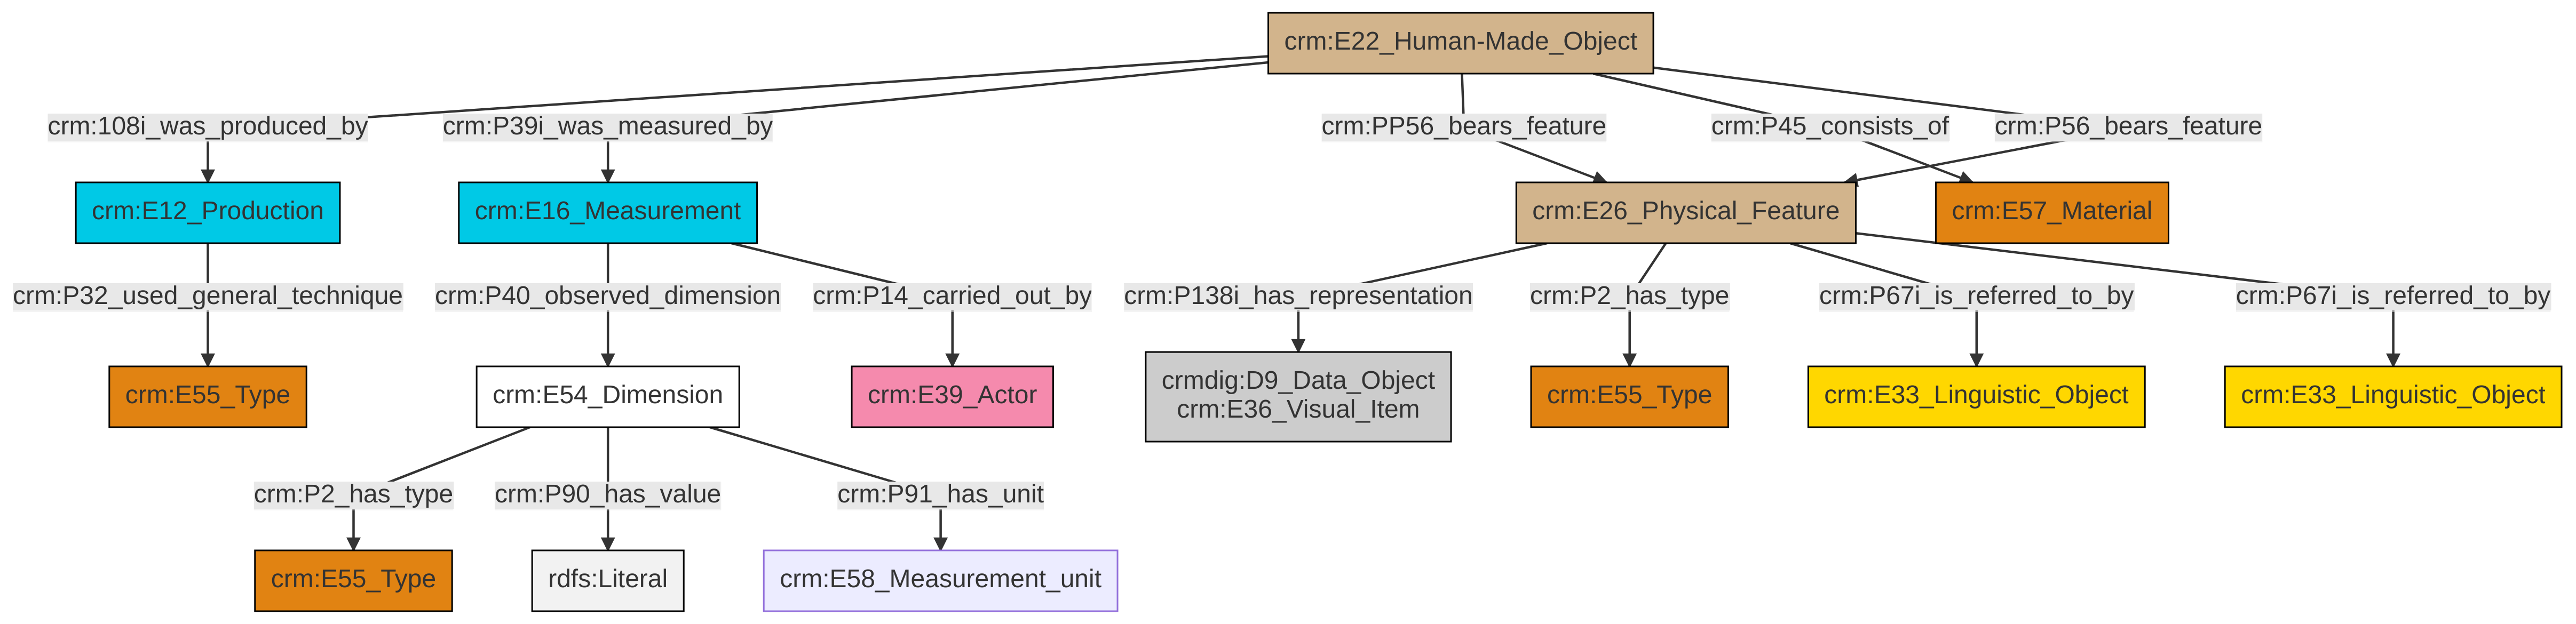 crm:E22_Human-Made_Object
crm:108i_was_produced_by
crm:P39i_was_measured_by
crm:PP56_bears_feature
crm:P45_consists_of
crm:P56_bears_feature
crm:E12_Production
crm:E16_Measurement
crm:E26_Physical_Feature
crm:E57_Material
crm:P32_used_general_technique
crm:P40_observed_dimension
crm:P14_carried_out_by
crm:P138i_has_representation
crm:P2_has_type
crm:P67i_is_referred_to_by
crm:P67i_is_referred_to_by
crm:E55_Type
crm:E54_Dimension
crm:E39_Actor
crmdig:D9_Data_Object
crm:E36_Visual_Item
crm:E55_Type
crm:E33_Linguistic_Object
crm:E33_Linguistic_Object
crm:P2_has_type
crm:P90_has_value
crm:P91_has_unit
crm:E55_Type
rdfs:Literal
crm:E58_Measurement_unit